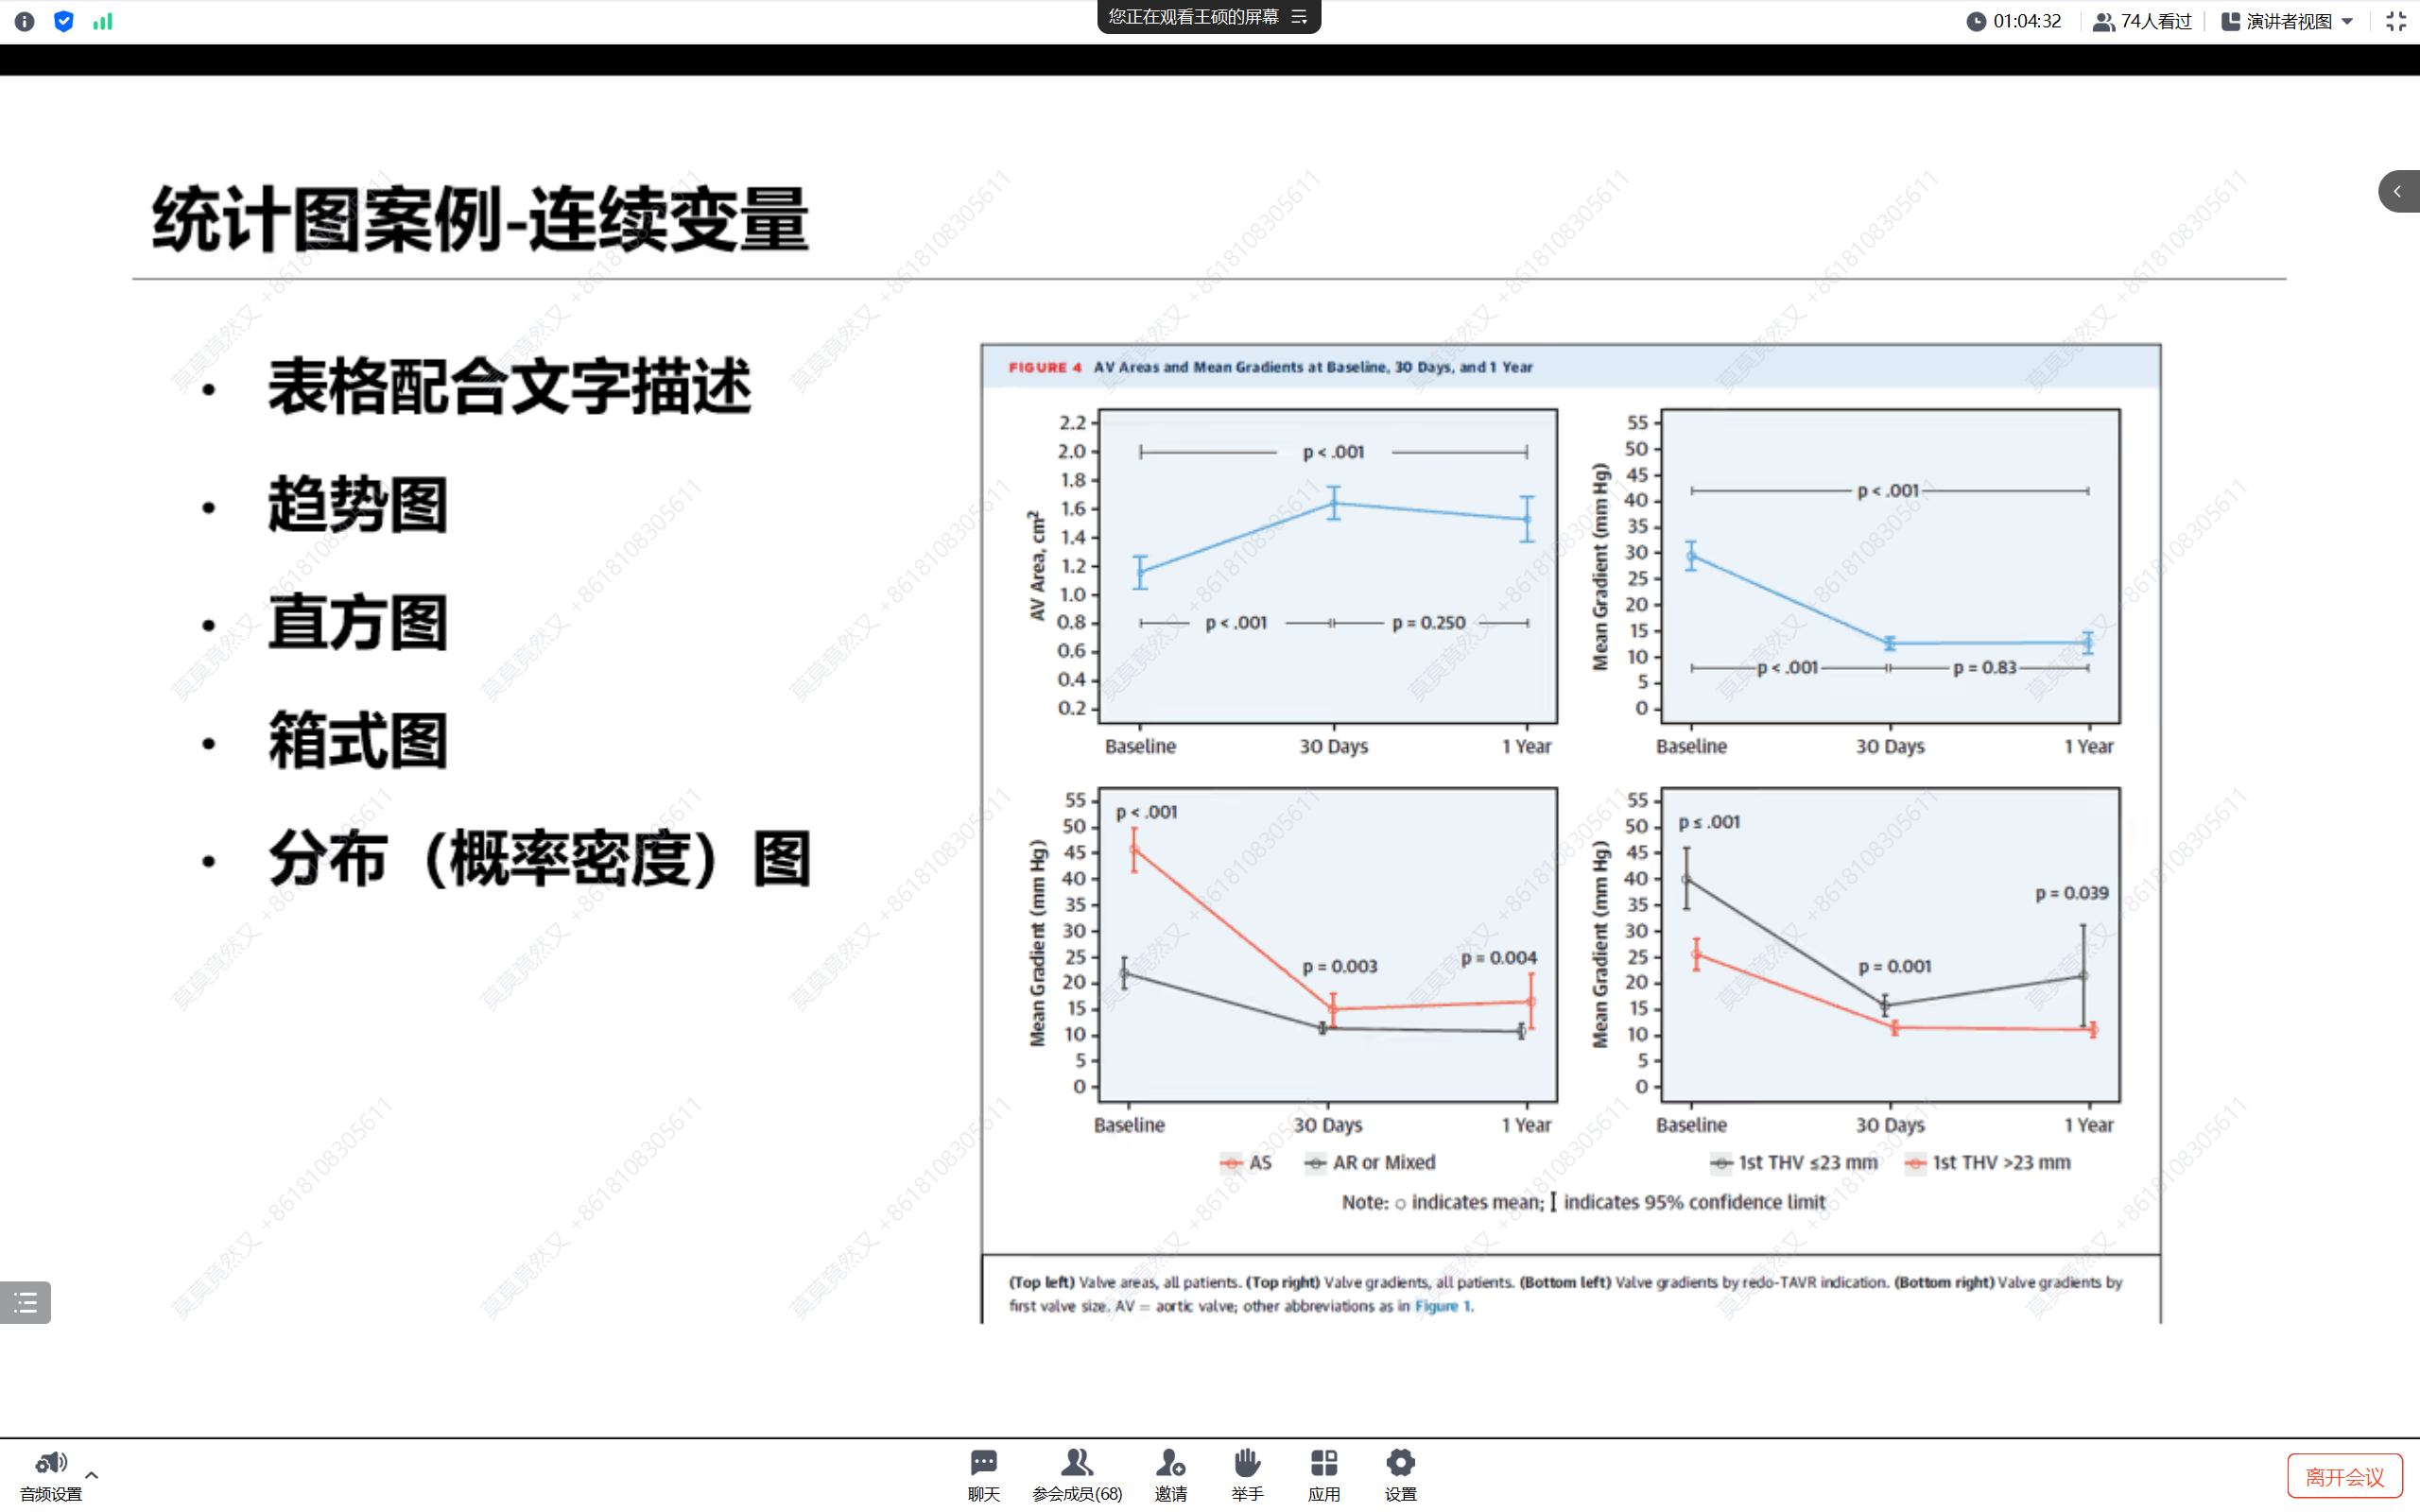 您正在观看王硕的屏幕
01:04:32
74人看过
演讲者视图
统计图案例-连续变量
• 表格配合文字描述
• 趋势图
• 直方图
• 箱式图
• 分布（概率密度）图
FIGURE 4 AV Areas and Mean Gradients at Baseline, 30 Days, and 1 Year
AV Area, cm²
2.2
2.0
1.8
1.6
1.4
1.2
1.0
0.8
0.6
0.4
0.2
p < .001
p < .001
p = 0.250
Baseline 30 Days 1 Year
Mean Gradient (mm Hg)
55
50
45
40
35
30
25
20
15
10
5
0
p < .001
p < .001
p = 0.83
Baseline 30 Days 1 Year
Mean Gradient (mm Hg)
55
50
45
40
35
30
25
20
15
10
5
0
p < .001
p = 0.003
p = 0.004
Baseline 30 Days 1 Year
AS AR or Mixed
Mean Gradient (mm Hg)
55
50
45
40
35
30
25
20
15
10
5
0
p ≤ .001
p = 0.001
p = 0.039
Baseline 30 Days 1 Year
1st THV ≤23 mm 1st THV >23 mm
Note: ○ indicates mean; I indicates 95% confidence limit
(Top left) Valve areas, all patients. (Top right) Valve gradients, all patients. (Bottom left) Valve gradients by redo-TAVR indication. (Bottom right) Valve gradients by
first valve size. AV = aortic valve; other abbreviations as in Figure 1.
莫莫竟然又 +8618108305611
音频设置
聊天
参会成员(68)
邀请
举手
应用
设置
离开会议